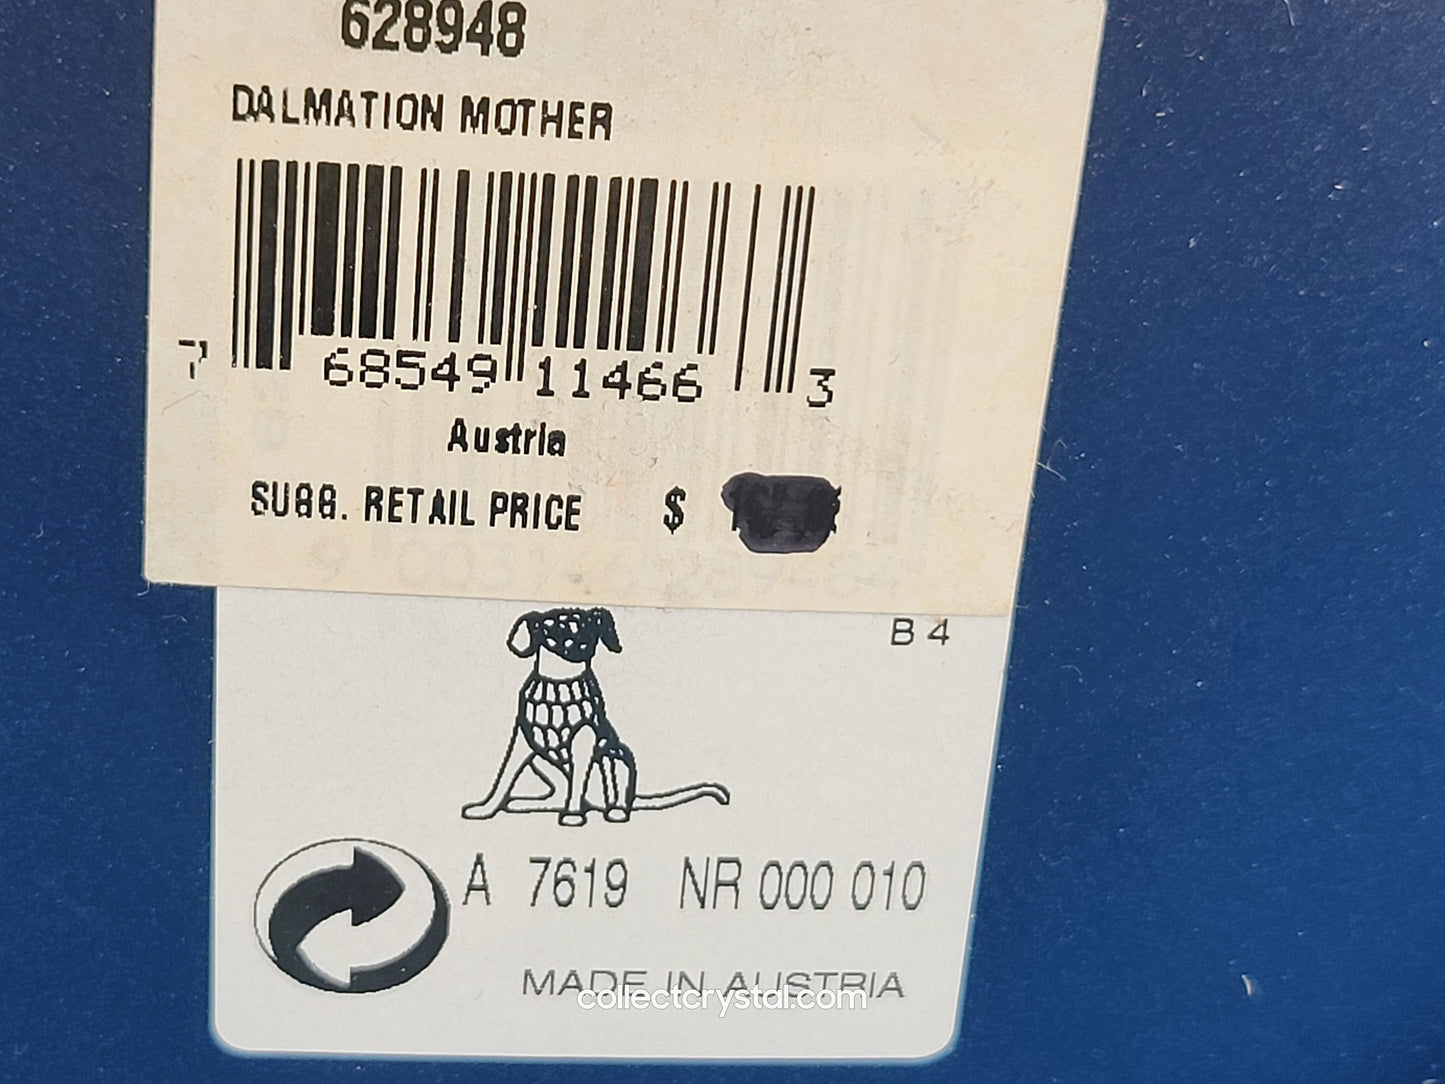 628948
DALMATION MOTHER
7 68549 11466 3
Austria
SUGG. RETAIL PRICE $
B 4
A 7619 NR 000 010
MADE IN AUSTRIA
collectcrystal.com